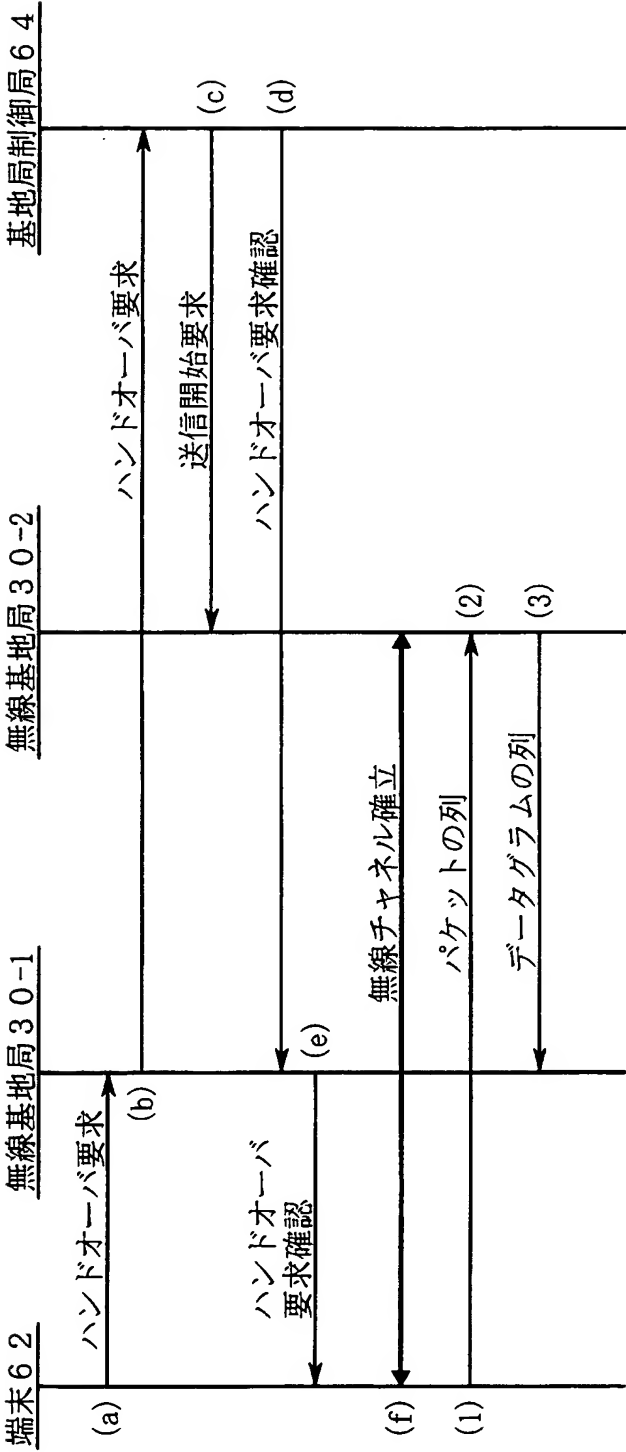 端末62
無線基地局30-1
無線基地局30-2
基地局制御局64
(a)
ハンドオーバ要求
(b)
ハンドオーバ要求
送信開始要求
(c)
ハンドオーバ要求確認
(d)
(e)
ハンドオーバ
要求確認
(f)
無線チャネル確立
(1)
パケットの列
(2)
データグラムの列
(3)